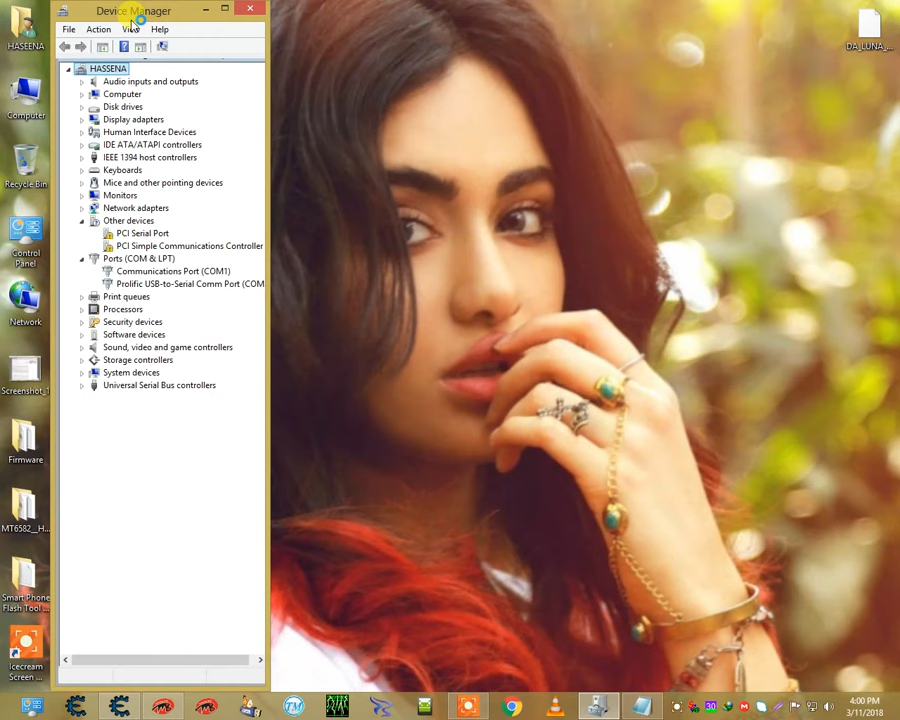 Device Manager
File Action View Help
HASSENA
Audio inputs and outputs
Computer
Disk drives
Display adapters
Human Interface Devices
IDE ATA/ATAPI controllers
IEEE 1394 host controllers
Keyboards
Mice and other pointing devices
Monitors
Network adapters
Other devices
PCI Serial Port
PCI Simple Communications Controller
Ports (COM & LPT)
Communications Port (COM1)
Prolific USB-to-Serial Comm Port (COM
Print queues
Processors
Security devices
Software devices
Sound, video and game controllers
Storage controllers
System devices
Universal Serial Bus controllers
HASEENA
Computer
Recycle Bin
Control
Panel
Network
Screenshot_1
Firmware
MT6582__H...
Smart Phone
Flash Tool ...
Icecream
Screen ...
DA_LUNA_...
TM
30
4:00 PM
3/11/2018